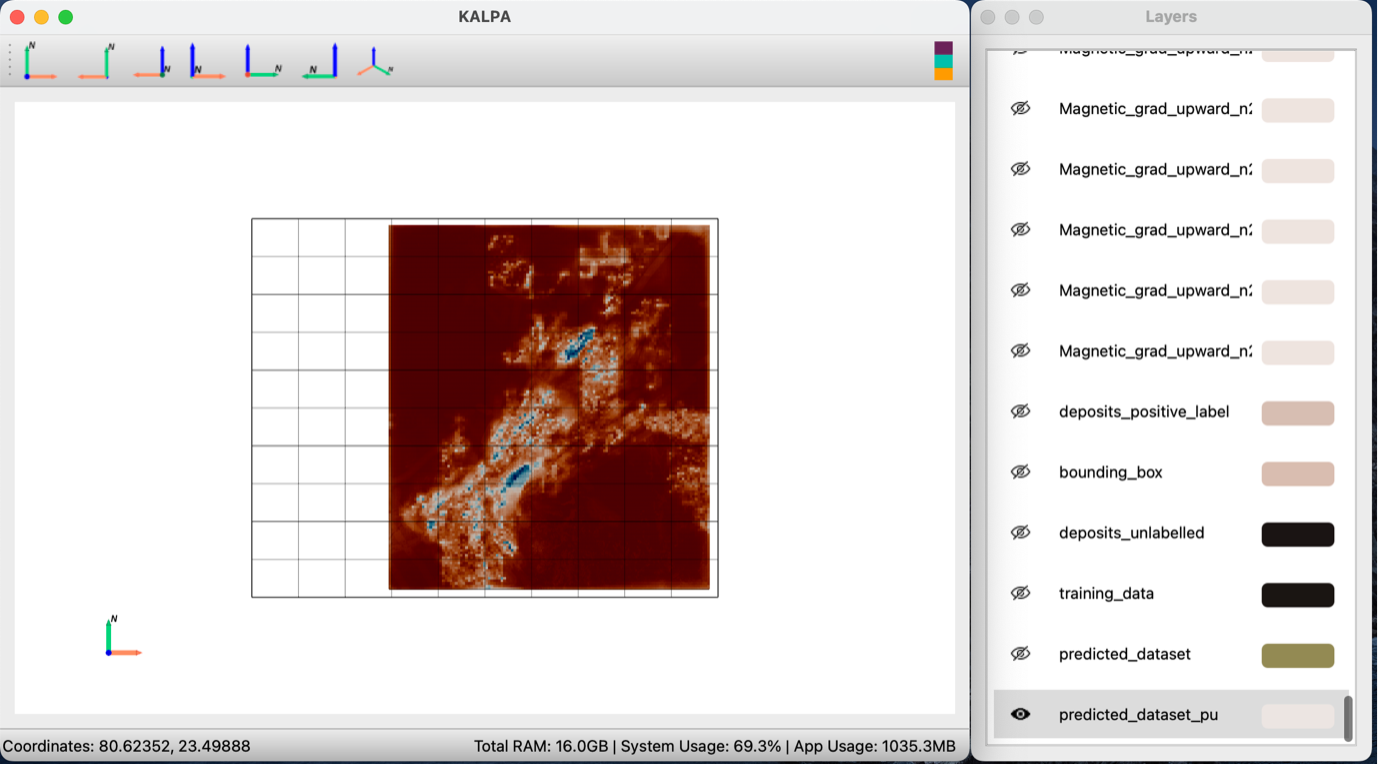 KALPA
N
N
N
N
N
N
N
N
Coordinates: 80.62352, 23.49888
Total RAM: 16.0GB | System Usage: 69.3% | App Usage: 1035.3MB
Layers
Magnetic_grad_upward_n2
Magnetic_grad_upward_n2
Magnetic_grad_upward_n2
Magnetic_grad_upward_n2
Magnetic_grad_upward_n2
Magnetic_grad_upward_n2
deposits_positive_label
bounding_box
deposits_unlabelled
training_data
predicted_dataset
predicted_dataset_pu